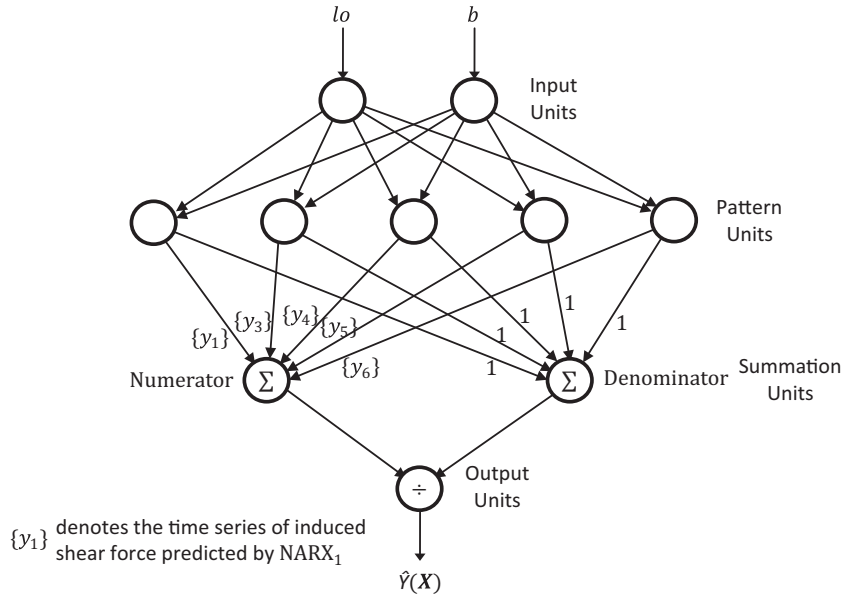 lo
b
Input
Units
Pattern
Units
{y₁}
{y₃}
{y₄}
{y₅}
{y₆}
1
1
1
1
1
Numerator
Σ
Σ
Denominator
Summation
Units
÷
Output
Units
{y₁} denotes the time series of induced
shear force predicted by NARX₁
Ŷ(X)